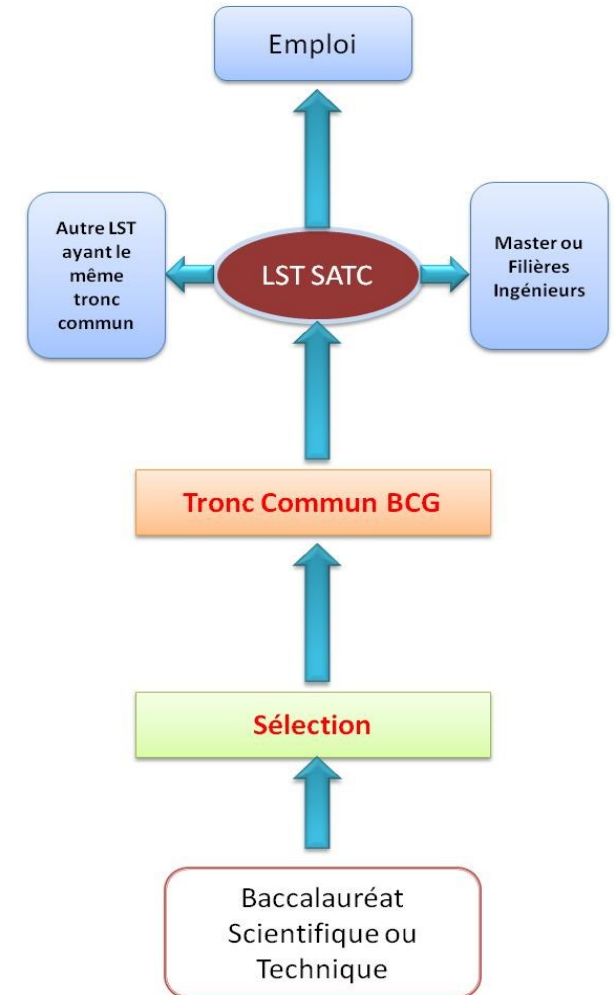 Emploi
Autre LST
ayant le
même
tronc
commun
LST SATC
Master ou
Filières
Ingénieurs
Tronc Commun BCG
Sélection
Baccalauréat
Scientifique ou
Technique